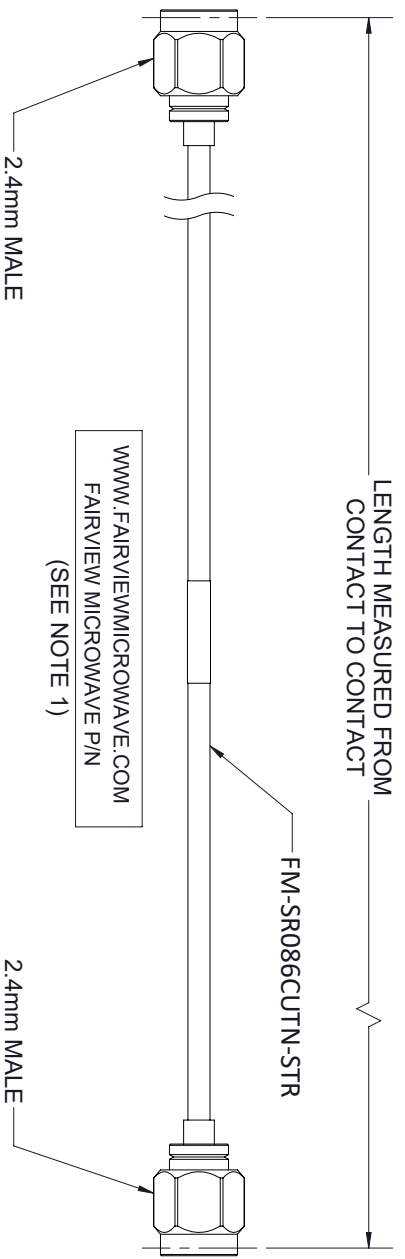 LENGTH MEASURED FROM
CONTACT TO CONTACT
FM-SR086CUTN-STR
WWW.FAIRVIEWMICROWAVE.COM
FAIRVIEW MICROWAVE P/N
(SEE NOTE 1)
2.4mm MALE
2.4mm MALE